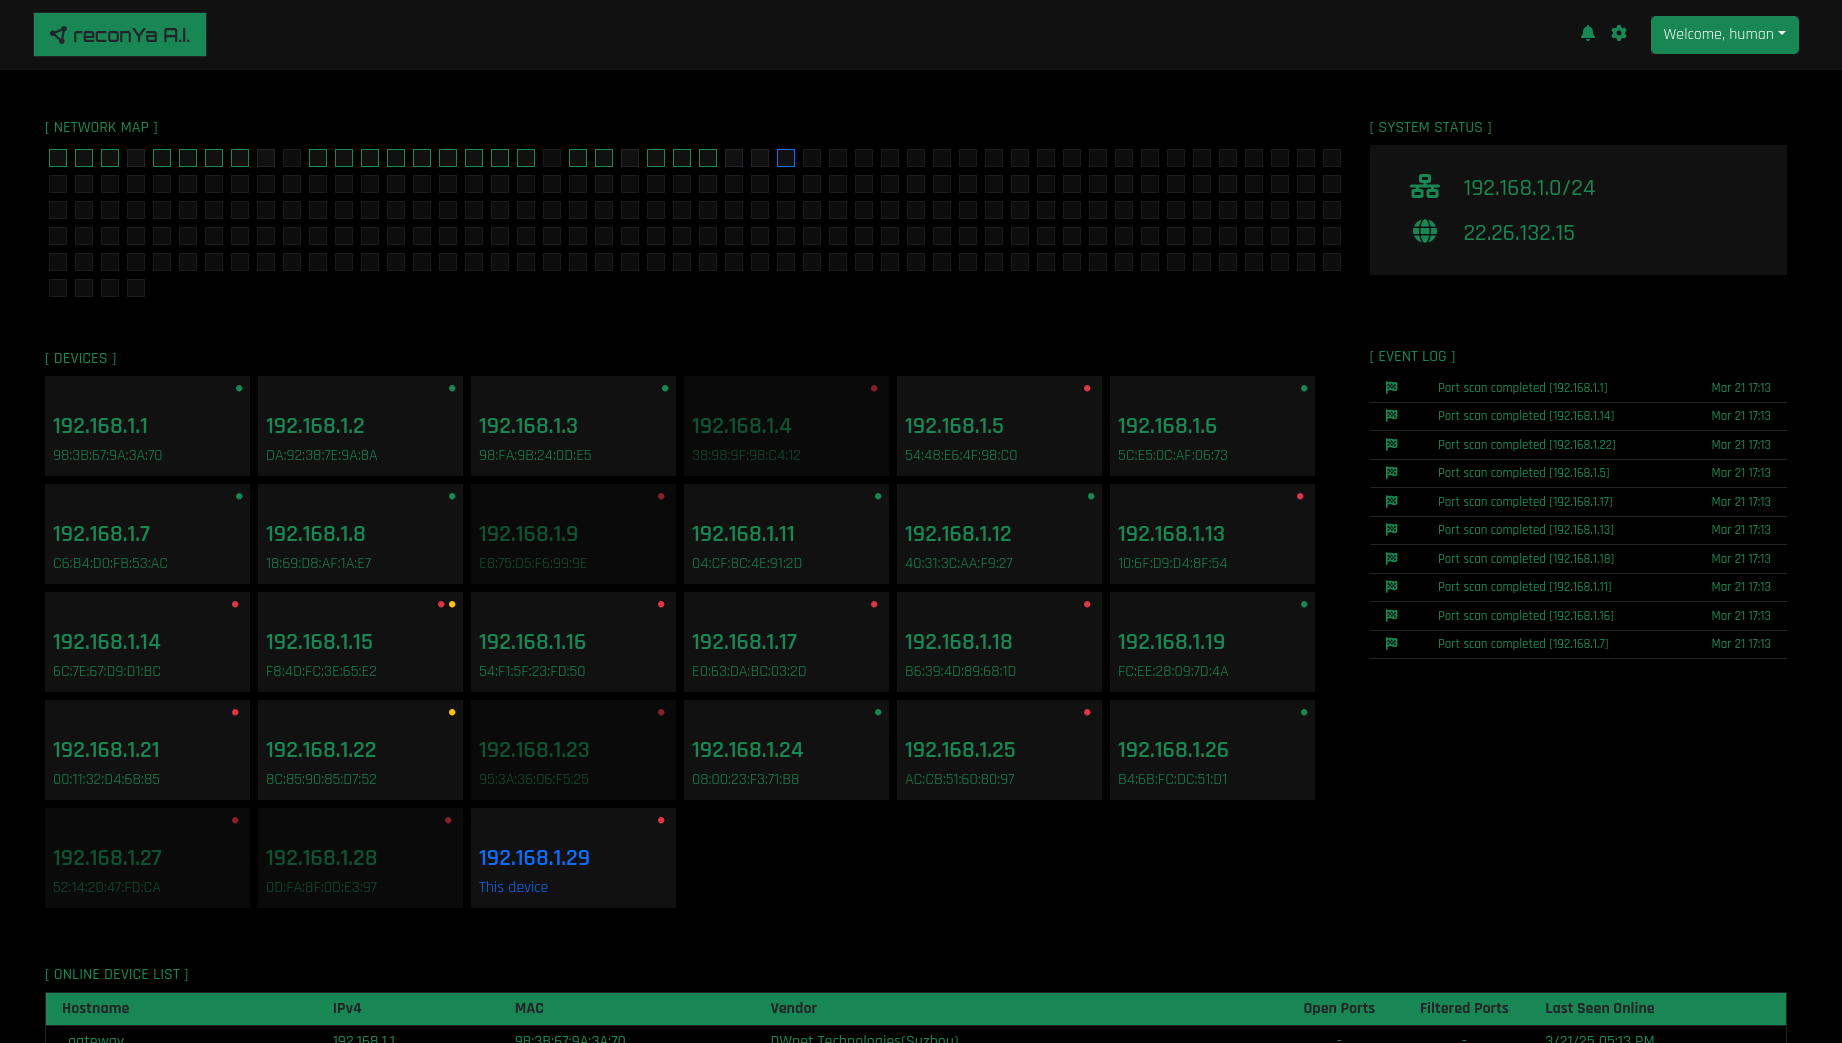 reconYa A.I.
Welcome, human
[ NETWORK MAP ]
[ SYSTEM STATUS ]
192.168.1.0/24
22.26.132.15
[ DEVICES ]
192.168.1.1
98:3B:67:9A:3A:70
192.168.1.2
DA:92:38:7E:9A:8A
192.168.1.3
98:FA:9B:24:0D:E5
192.168.1.4
38:98:9F:98:C4:12
192.168.1.5
54:48:E6:4F:98:C0
192.168.1.6
5C:E5:0C:AF:06:73
192.168.1.7
C6:B4:D0:FB:53:AC
192.168.1.8
18:69:D8:AF:1A:E7
192.168.1.9
E8:75:D5:F6:99:9E
192.168.1.11
04:CF:8C:4E:91:2D
192.168.1.12
40:31:3C:AA:F9:27
192.168.1.13
10:6F:D9:D4:8F:54
192.168.1.14
6C:7E:67:D9:D1:BC
192.168.1.15
F8:4D:FC:3E:65:E2
192.168.1.16
54:F1:5F:23:FD:50
192.168.1.17
E0:63:DA:BC:03:2D
192.168.1.18
B6:39:4D:89:68:1D
192.168.1.19
FC:EE:28:09:7D:4A
192.168.1.21
00:11:32:D4:68:85
192.168.1.22
8C:85:90:85:D7:52
192.168.1.23
95:3A:36:06:F5:25
192.168.1.24
08:00:23:F3:71:B8
192.168.1.25
AC:CB:51:60:80:97
192.168.1.26
B4:6B:FC:DC:51:D1
192.168.1.27
52:14:20:47:FD:CA
192.168.1.28
0D:FA:8F:0D:E3:97
192.168.1.29
This device
[ EVENT LOG ]
Port scan completed [192.168.1.1] Mar 21 17:13
Port scan completed [192.168.1.14] Mar 21 17:13
Port scan completed [192.168.1.22] Mar 21 17:13
Port scan completed [192.168.1.5] Mar 21 17:13
Port scan completed [192.168.1.17] Mar 21 17:13
Port scan completed [192.168.1.13] Mar 21 17:13
Port scan completed [192.168.1.18] Mar 21 17:13
Port scan completed [192.168.1.11] Mar 21 17:13
Port scan completed [192.168.1.16] Mar 21 17:13
Port scan completed [192.168.1.7] Mar 21 17:13
[ ONLINE DEVICE LIST ]
Hostname IPv4 MAC Vendor Open Ports Filtered Ports Last Seen Online
gateway 192.168.1.1 98:3B:67:9A:3A:70 DWnet Technologies(Suzhou) - - 3/21/25 05:13 PM